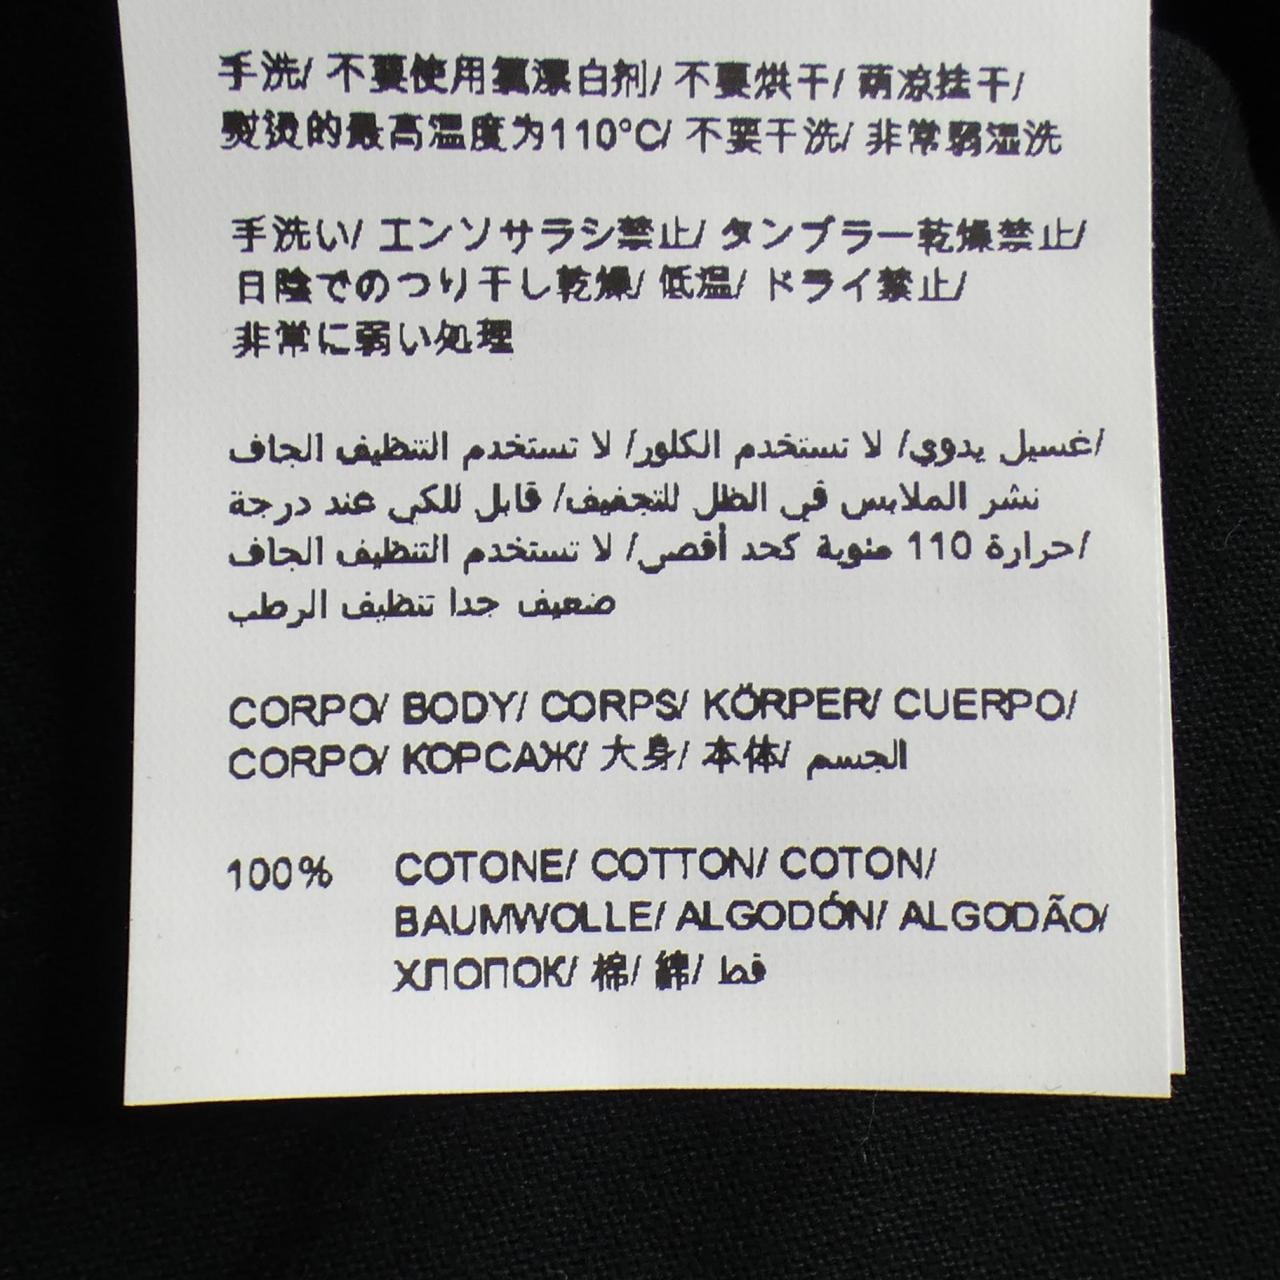 手洗/ 不要使用氯漂白剂/ 不要烘干/ 荫凉挂干/
熨烫的最高温度为110°C/ 不要干洗/ 非常弱湿洗
手洗い/ エンソサラシ禁止/ タンブラー乾燥禁止/
日陰でのつり干し乾燥/ 低温/ ドライ禁止/
非常に弱い処理
غسيل يدوي/ لا تستخدم الكلور/ لا تستخدم التنظيف الجاف/
نشر الملابس في الظل للتجفيف/ قابل للكي عند درجة
حرارة 110 مئوية كحد أقصى/ لا تستخدم التنظيف الجاف/
ضعيف جدا تنظيف الرطب
CORPO/ BODY/ CORPS/ KÖRPER/ CUERPO/
CORPO/ КОРСАЖ/ 大身/ 本体/ الجسم
100% COTONE/ COTTON/ COTON/
BAUMWOLLE/ ALGODÓN/ ALGODÃO/
ХЛОПОК/ 棉/ 綿/ قط